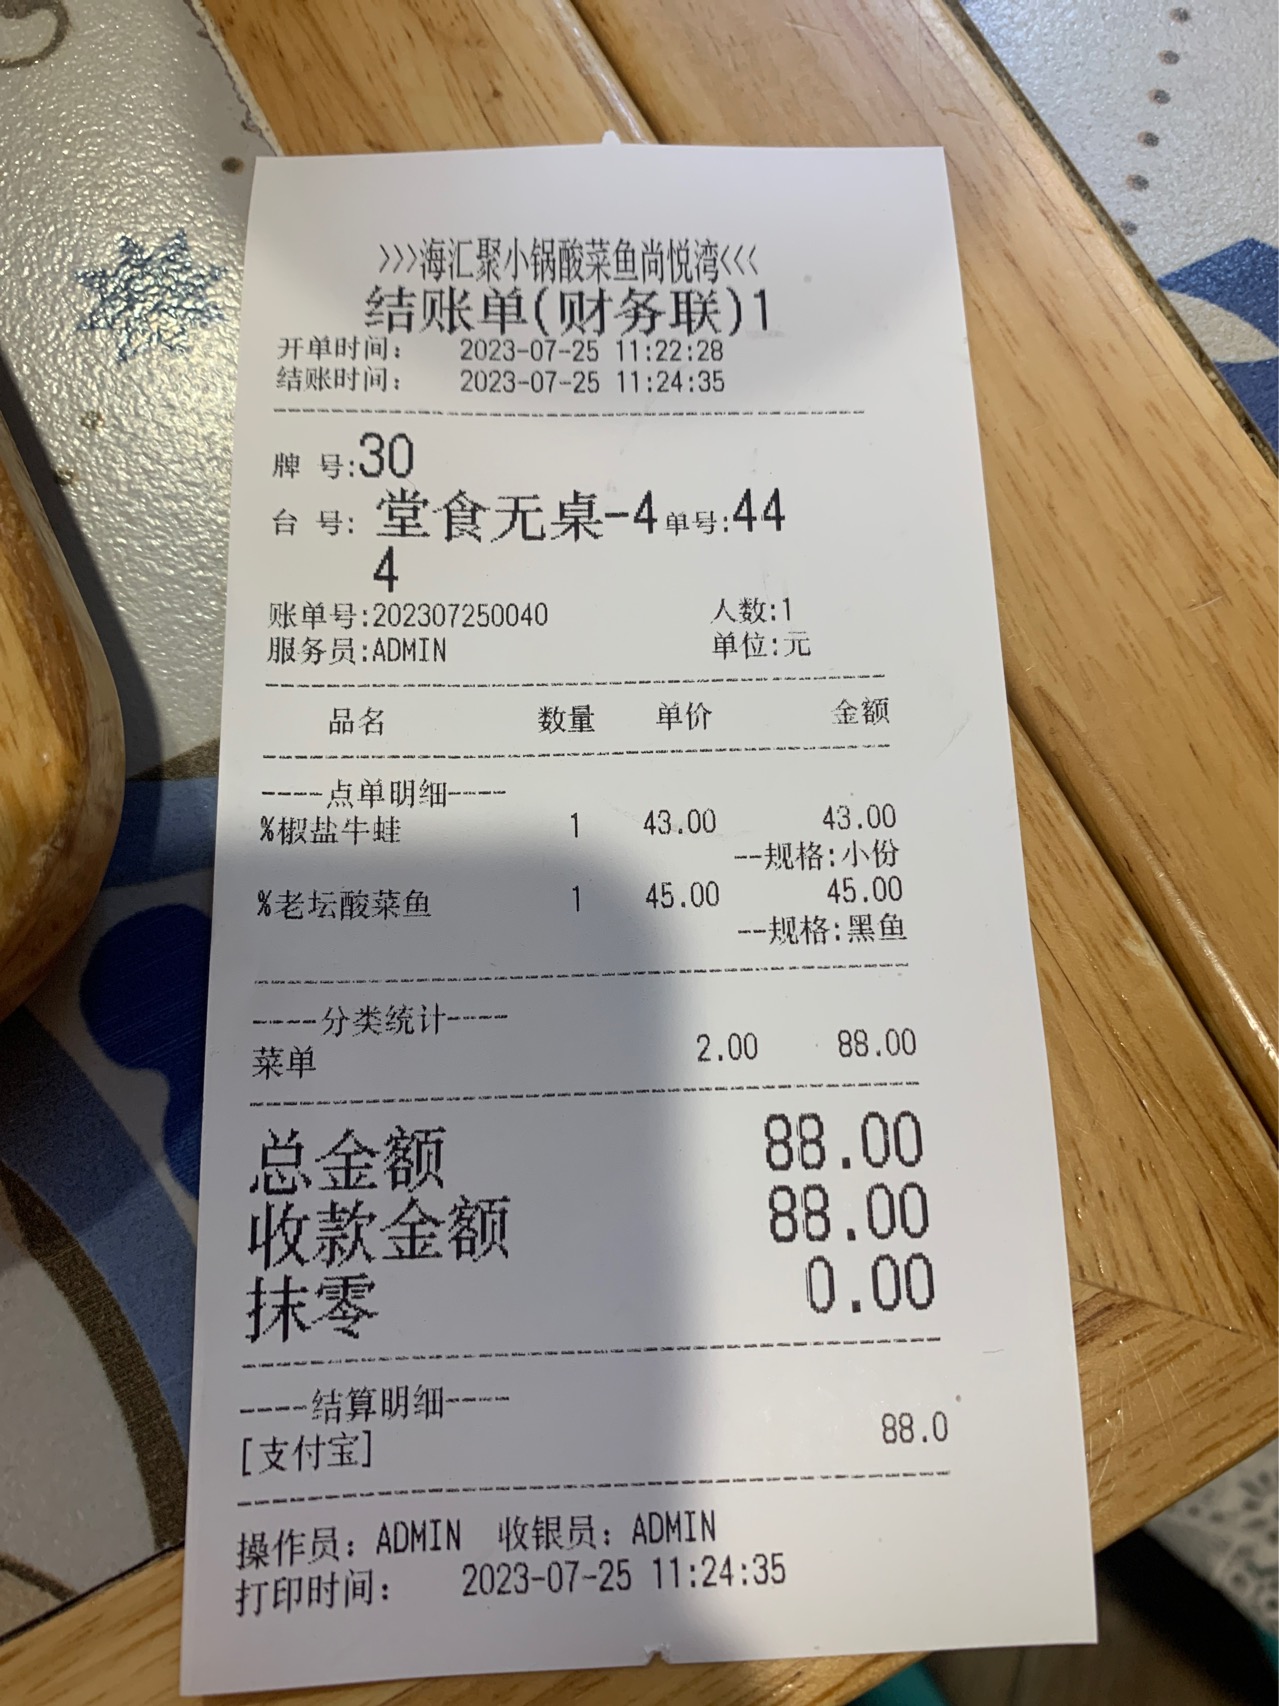 >>>海汇聚小锅酸菜鱼尚悦湾<<<
结账单(财务联)1
开单时间: 2023-07-25 11:22:28
结账时间: 2023-07-25 11:24:35
牌 号:30
台 号: 堂食无桌-4 单号:44
4
账单号:202307250040 人数:1
服务员:ADMIN 单位:元
品名 数量 单价 金额
----点单明细----
%椒盐牛蛙 1 43.00 43.00
--规格:小份
%老坛酸菜鱼 1 45.00 45.00
--规格:黑鱼
----分类统计----
菜单 2.00 88.00
总金额 88.00
收款金额 88.00
抹零 0.00
----结算明细----
[支付宝] 88.0
操作员: ADMIN 收银员: ADMIN
打印时间: 2023-07-25 11:24:35